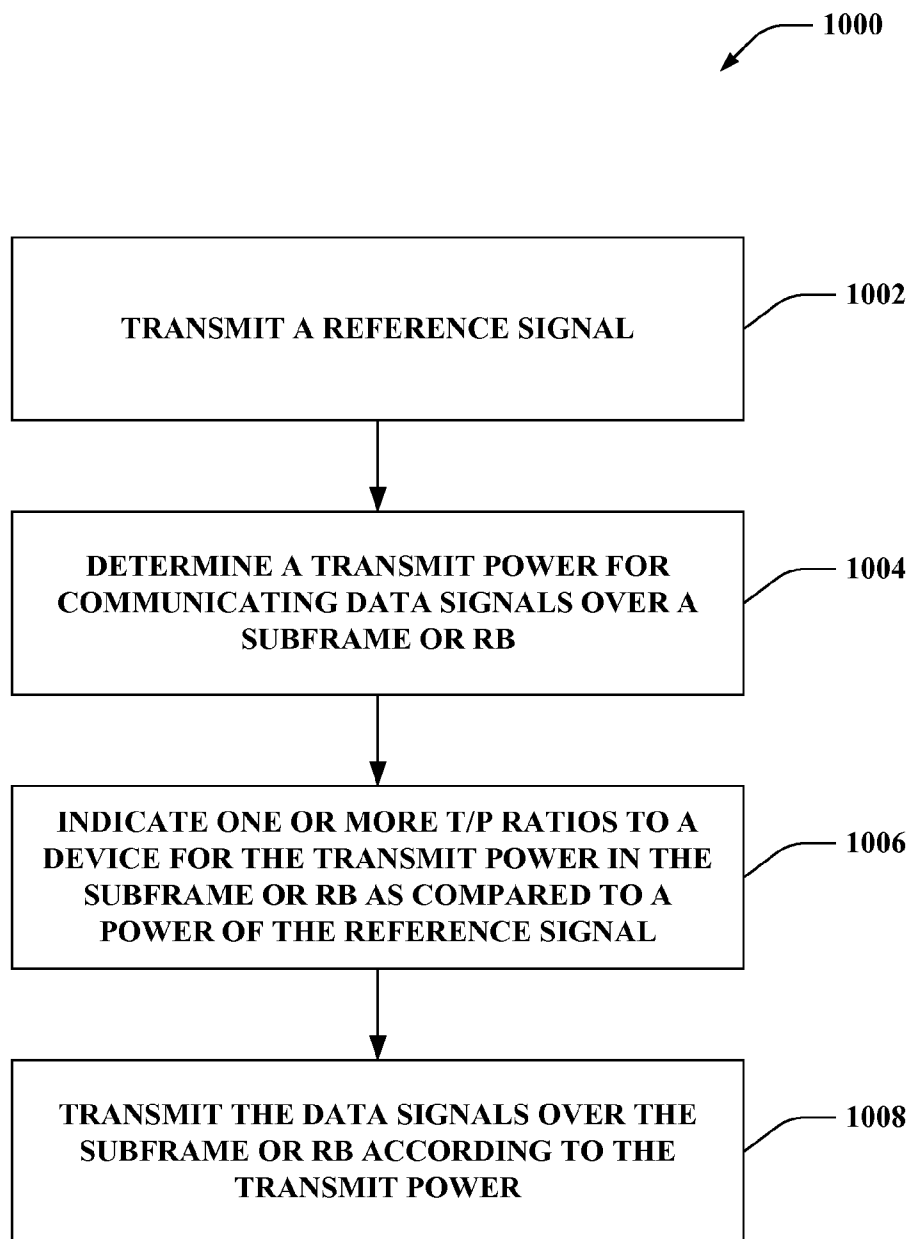 1000
TRANSMIT A REFERENCE SIGNAL
1002
DETERMINE A TRANSMIT POWER FOR
COMMUNICATING DATA SIGNALS OVER A
SUBFRAME OR RB
1004
INDICATE ONE OR MORE T/P RATIOS TO A
DEVICE FOR THE TRANSMIT POWER IN THE
SUBFRAME OR RB AS COMPARED TO A
POWER OF THE REFERENCE SIGNAL
1006
TRANSMIT THE DATA SIGNALS OVER THE
SUBFRAME OR RB ACCORDING TO THE
TRANSMIT POWER
1008